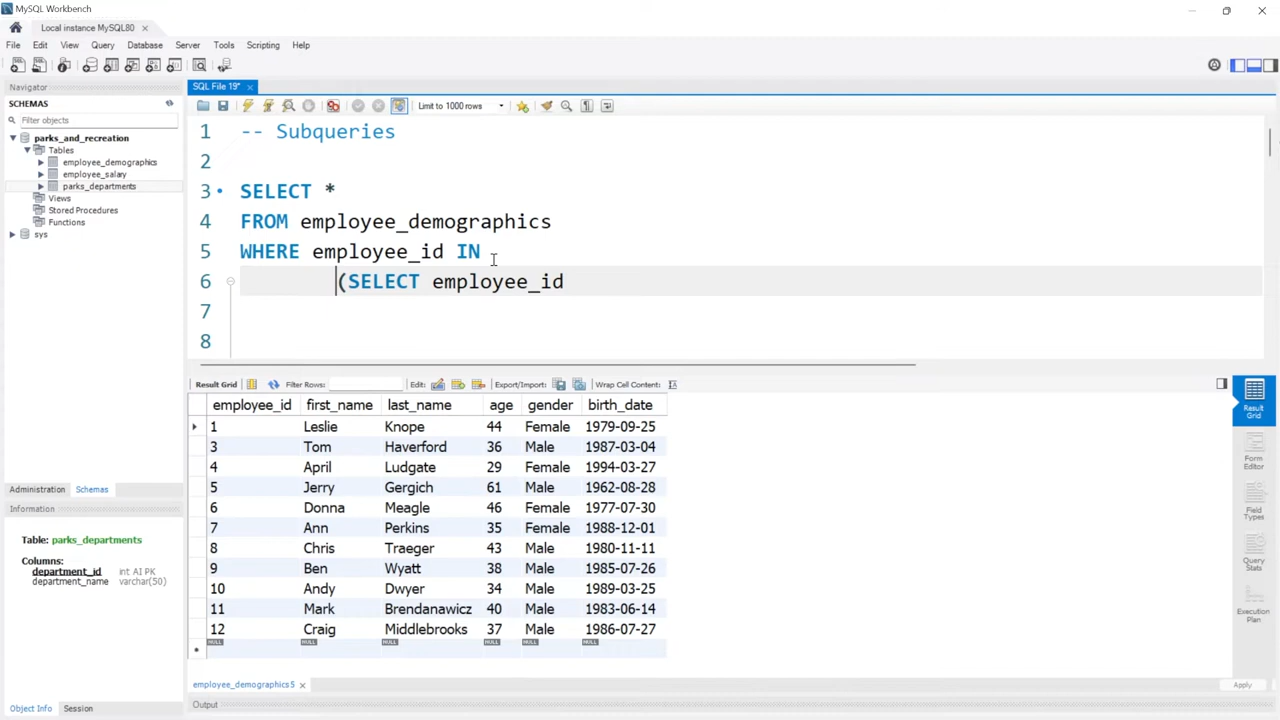 MySQL Workbench
Local instance MySQL80
File Edit View Query Database Server Tools Scripting Help
Navigator
SCHEMAS
Filter objects
parks_and_recreation
Tables
employee_demographics
employee_salary
parks_departments
Views
Stored Procedures
Functions
sys
Administration Schemas
Information
Table: parks_departments
Columns:
department_id int AI PK
department_name varchar(50)
Object Info Session
SQL File 19*
Limit to 1000 rows
1 -- Subqueries
2
3 SELECT *
4 FROM employee_demographics
5 WHERE employee_id IN
6 (SELECT employee_id
7
8
Result Grid Filter Rows: Edit: Export/Import: Wrap Cell Content:
employee_id first_name last_name age gender birth_date
1 Leslie Knope 44 Female 1979-09-25
3 Tom Haverford 36 Male 1987-03-04
4 April Ludgate 29 Female 1994-03-27
5 Jerry Gergich 61 Male 1962-08-28
6 Donna Meagle 46 Female 1977-07-30
7 Ann Perkins 35 Female 1988-12-01
8 Chris Traeger 43 Male 1980-11-11
9 Ben Wyatt 38 Male 1985-07-26
10 Andy Dwyer 34 Male 1989-03-25
11 Mark Brendanawicz 40 Male 1983-06-14
12 Craig Middlebrooks 37 Male 1986-07-27
NULL NULL NULL NULL NULL NULL
Result
Grid
Form
Editor
Field
Types
Query
Stats
Execution
Plan
employee_demographics5
Apply
Output